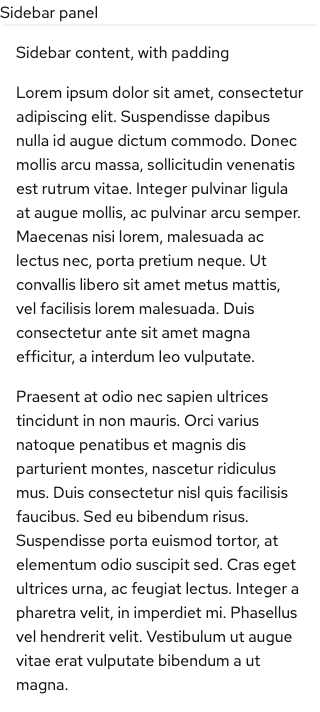 Sidebar panel
Sidebar content, with padding
Lorem ipsum dolor sit amet, consectetur
adipiscing elit. Suspendisse dapibus
nulla id augue dictum commodo. Donec
mollis arcu massa, sollicitudin venenatis
est rutrum vitae. Integer pulvinar ligula
at augue mollis, ac pulvinar arcu semper.
Maecenas nisi lorem, malesuada ac
lectus nec, porta pretium neque. Ut
convallis libero sit amet metus mattis,
vel facilisis lorem malesuada. Duis
consectetur ante sit amet magna
efficitur, a interdum leo vulputate.
Praesent at odio nec sapien ultrices
tincidunt in non mauris. Orci varius
natoque penatibus et magnis dis
parturient montes, nascetur ridiculus
mus. Duis consectetur nisl quis facilisis
faucibus. Sed eu bibendum risus.
Suspendisse porta euismod tortor, at
elementum odio suscipit sed. Cras eget
ultrices urna, ac feugiat lectus. Integer a
pharetra velit, in imperdiet mi. Phasellus
vel hendrerit velit. Vestibulum ut augue
vitae erat vulputate bibendum a ut
magna.